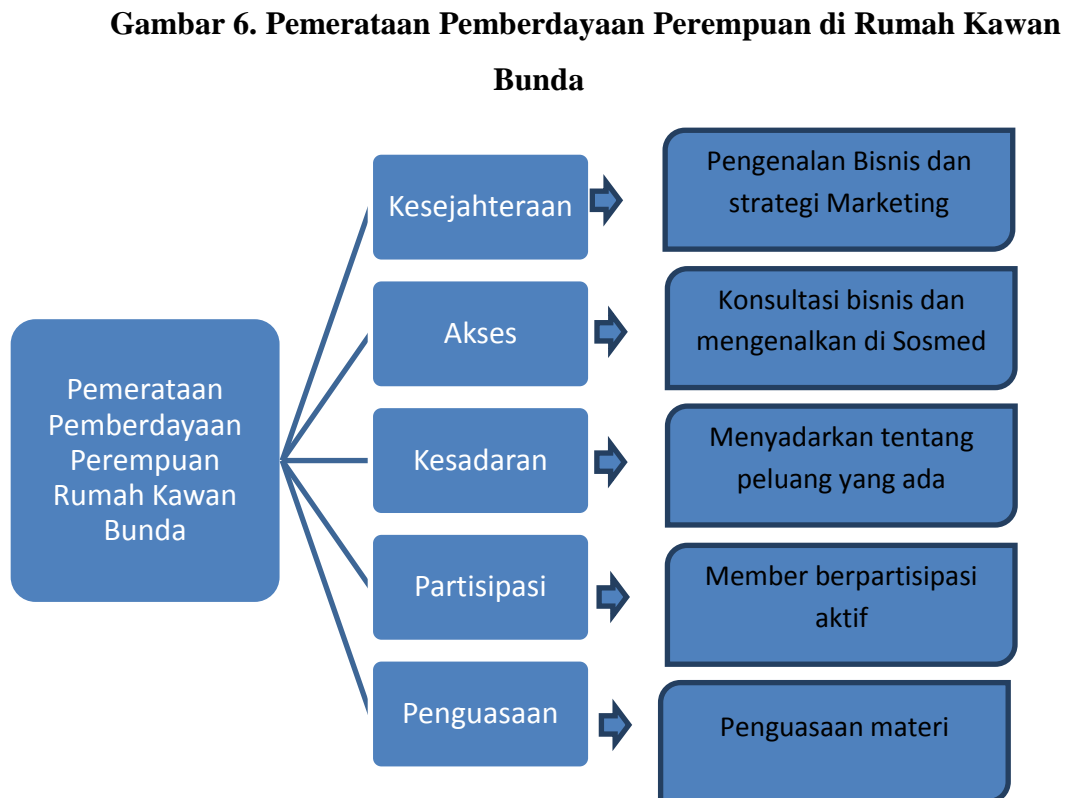 Gambar 6. Pemerataan Pemberdayaan Perempuan di Rumah Kawan
Bunda
Pemerataan
Pemberdayaan
Perempuan
Rumah Kawan
Bunda
Kesejahteraan
Pengenalan Bisnis dan
strategi Marketing
Akses
Konsultasi bisnis dan
mengenalkan di Sosmed
Kesadaran
Menyadarkan tentang
peluang yang ada
Partisipasi
Member berpartisipasi
aktif
Penguasaan
Penguasaan materi